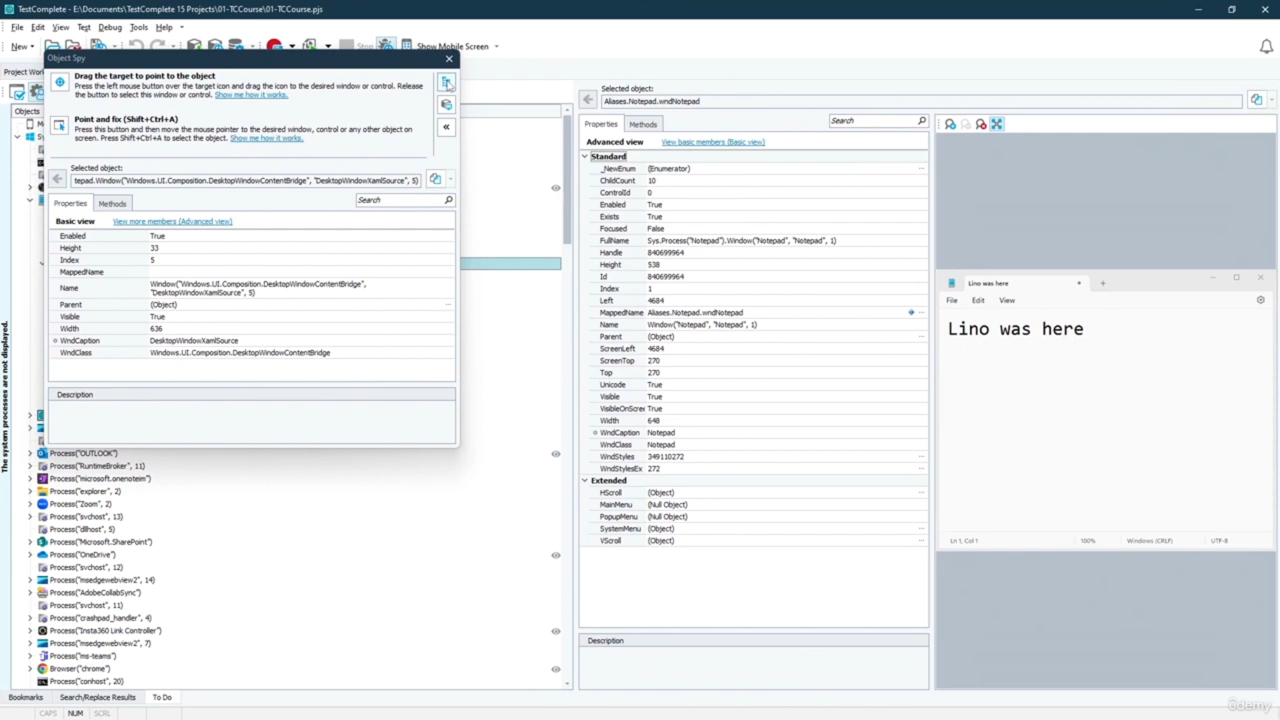 TestComplete - E:\Documents\TestComplete 15 Projects\01-TCCourse\01-TCCourse.pjs
File Edit View Test Debug Tools Help
New Stop Show Mobile Screen
Project Work
Objects
The system processes are not displayed.
Object Spy
Drag the target to point to the object
Press the left mouse button over the target icon and drag the icon to the desired window or control. Release
the button to select this window or control. Show me how it works.
Point and fix (Shift+Ctrl+A)
Press this button and then move the mouse pointer to the desired window, control or any other object on
screen. Press Shift+Ctrl+A to select the object. Show me how it works.
Selected object:
tepad.Window("Windows.UI.Composition.DesktopWindowContentBridge", "DesktopWindowXamlSource", 5)
Properties Methods Search
Basic view View more members (Advanced view)
Enabled True
Height 33
Index 5
MappedName
Name Window("Windows.UI.Composition.DesktopWindowContentBridge",
"DesktopWindowXamlSource", 5)
Parent (Object)
Visible True
Width 636
WndCaption DesktopWindowXamlSource
WndClass Windows.UI.Composition.DesktopWindowContentBridge
Description
Process("OUTLOOK")
Process("RuntimeBroker", 11)
Process("microsoft.onenoteim")
Process("explorer", 2)
Process("Zoom", 2)
Process("svchost", 13)
Process("dllhost", 5)
Process("Microsoft.SharePoint")
Process("OneDrive")
Process("svchost", 12)
Process("msedgewebview2", 14)
Process("AdobeCollabSync")
Process("svchost", 11)
Process("crashpad_handler", 4)
Process("Insta360 Link Controller")
Process("msedgewebview2", 7)
Process("ms-teams")
Browser("chrome")
Process("conhost", 20)
Selected object:
Aliases.Notepad.wndNotepad
Properties Methods Search
Advanced view View basic members (Basic view)
Standard
_NewEnum (Enumerator)
ChildCount 10
ControlId 0
Enabled True
Exists True
Focused False
FullName Sys.Process("Notepad").Window("Notepad", "Notepad", 1)
Handle 840699964
Height 538
Id 840699964
Index 1
Left 4684
MappedName Aliases.Notepad.wndNotepad
Name Window("Notepad", "Notepad", 1)
Parent (Object)
ScreenLeft 4684
ScreenTop 270
Top 270
Unicode True
Visible True
VisibleOnScree True
Width 648
WndCaption Notepad
WndClass Notepad
WndStyles 349110272
WndStylesEx 272
Extended
HScroll (Object)
MainMenu (Null Object)
PopupMenu (Null Object)
SystemMenu (Object)
VScroll (Object)
Description
Lino was here
File Edit View
Lino was here
Ln 1, Col 1 100% Windows (CRLF) UTF-8
Bookmarks Search/Replace Results To Do
CAPS NUM SCRL
ûdemy